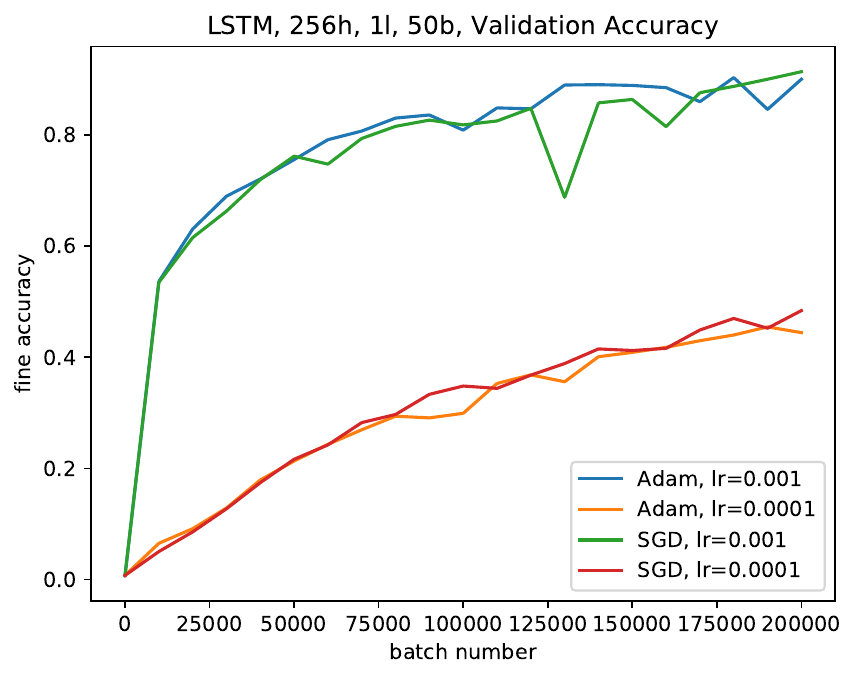 LSTM, 256h, 1l, 50b, Validation Accuracy
fine accuracy
0.8
0.6
0.4
0.2
0.0
Adam, lr=0.001
Adam, lr=0.0001
SGD, lr=0.001
SGD, lr=0.0001
0 25000 50000 75000 100000 125000 150000 175000 200000
batch number